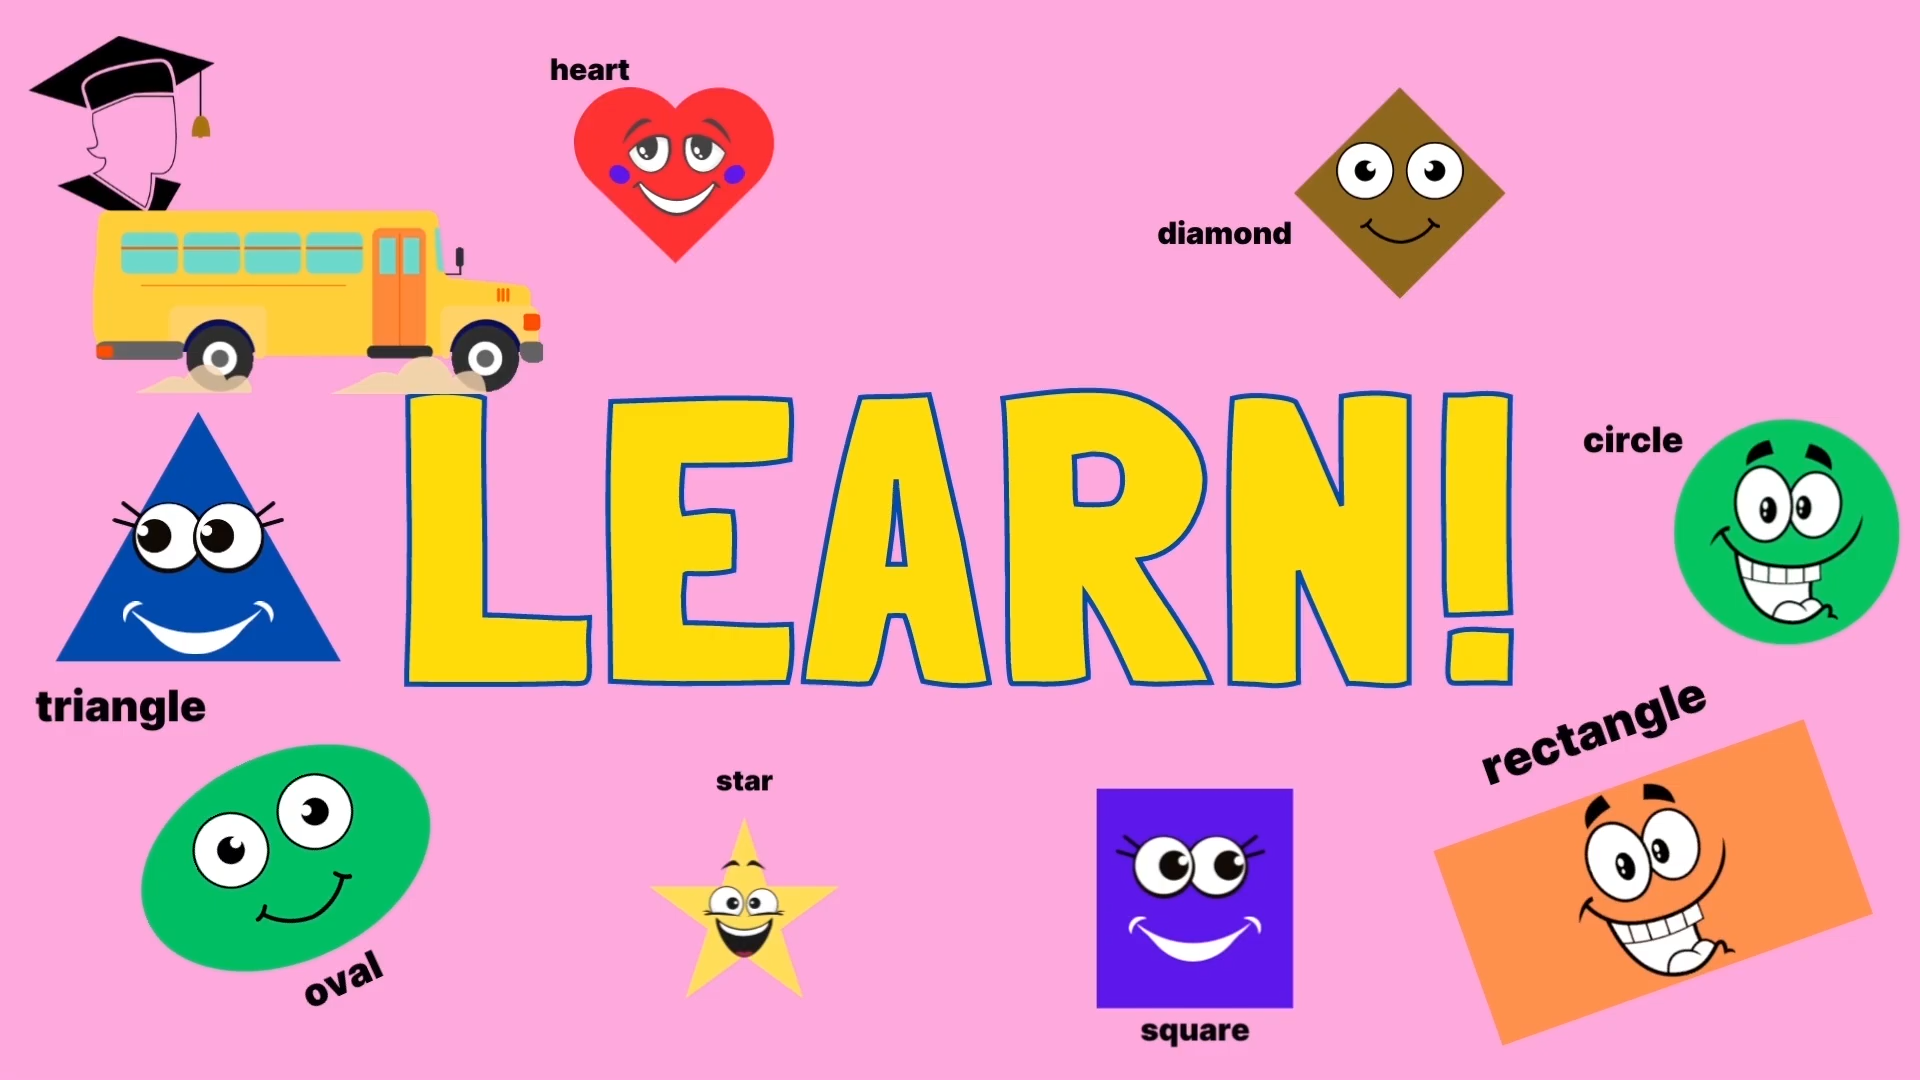 heart
diamond
LEARN!
circle
triangle
rectangle
star
oval
square